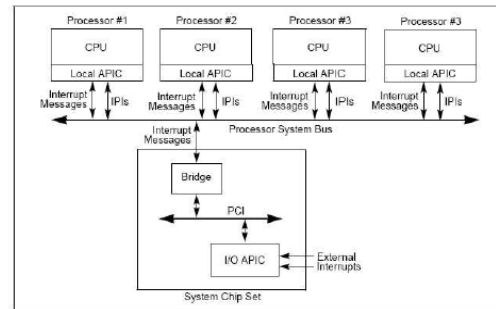 Processor #1 Processor #2 Processor #3 Processor #3
CPU CPU CPU CPU
Local APIC Local APIC Local APIC Local APIC
Interrupt Messages IPIs Interrupt Messages IPIs Interrupt Messages IPIs Interrupt Messages IPIs
Processor System Bus
Interrupt Messages
Bridge
PCI
I/O APIC
External Interrupts
System Chip Set